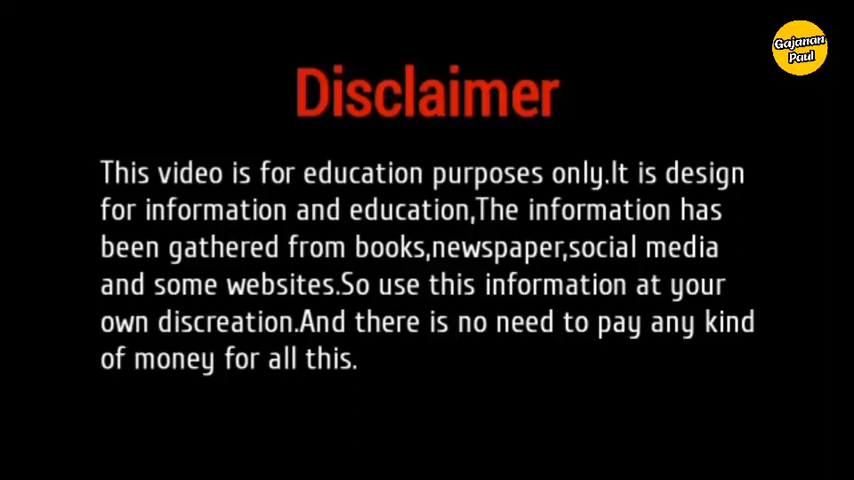 Gajanan
Paul
Disclaimer
This video is for education purposes only.It is design
for information and education,The information has
been gathered from books,newspaper,social media
and some websites.So use this information at your
own discreation.And there is no need to pay any kind
of money for all this.